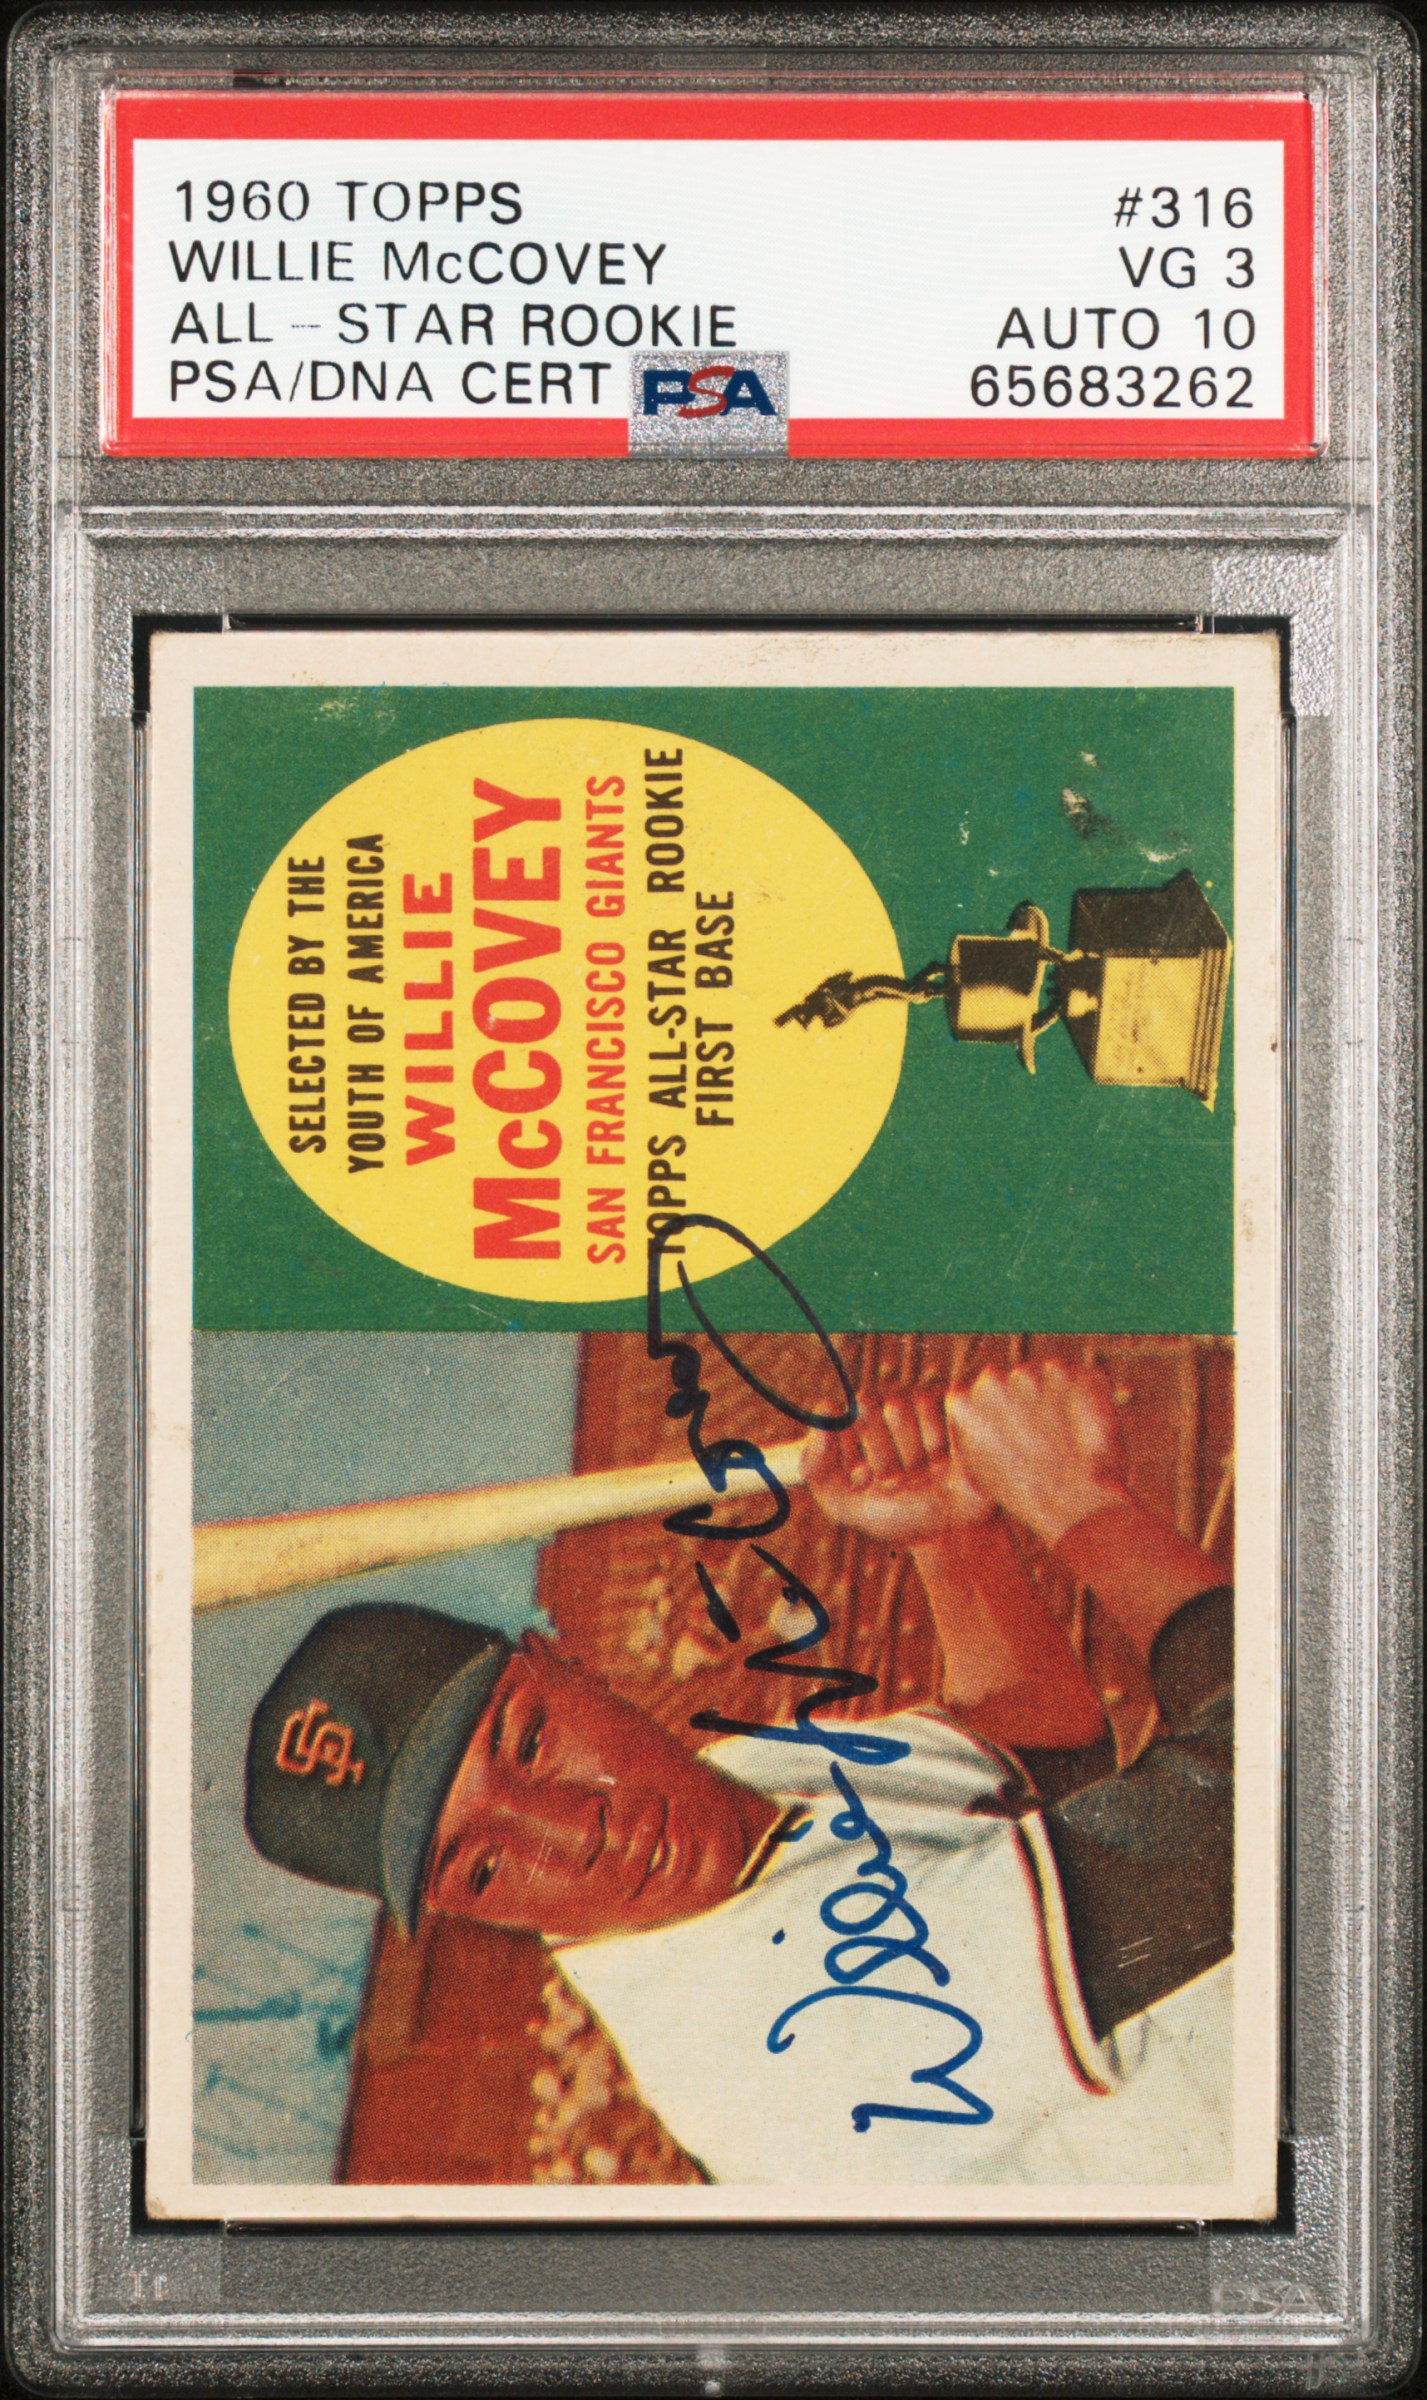 1960 TOPPS #316
WILLIE McCOVEY VG 3
ALL-STAR ROOKIE AUTO 10
PSA/DNA CERT PSA 65683262
SELECTED BY THE
YOUTH OF AMERICA
WILLIE
McCOVEY
SAN FRANCISCO GIANTS
TOPPS ALL-STAR ROOKIE
FIRST BASE
SF
Willie McCovey
PSA